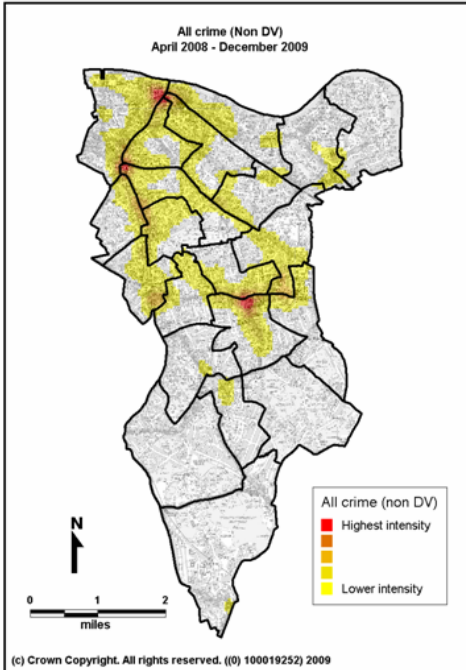 All crime (Non DV)
April 2008 - December 2009
All crime (non DV)
Highest intensity
Lower intensity
N
0 1 2
miles
(c) Crown Copyright. All rights reserved. ((0) 100019252) 2009